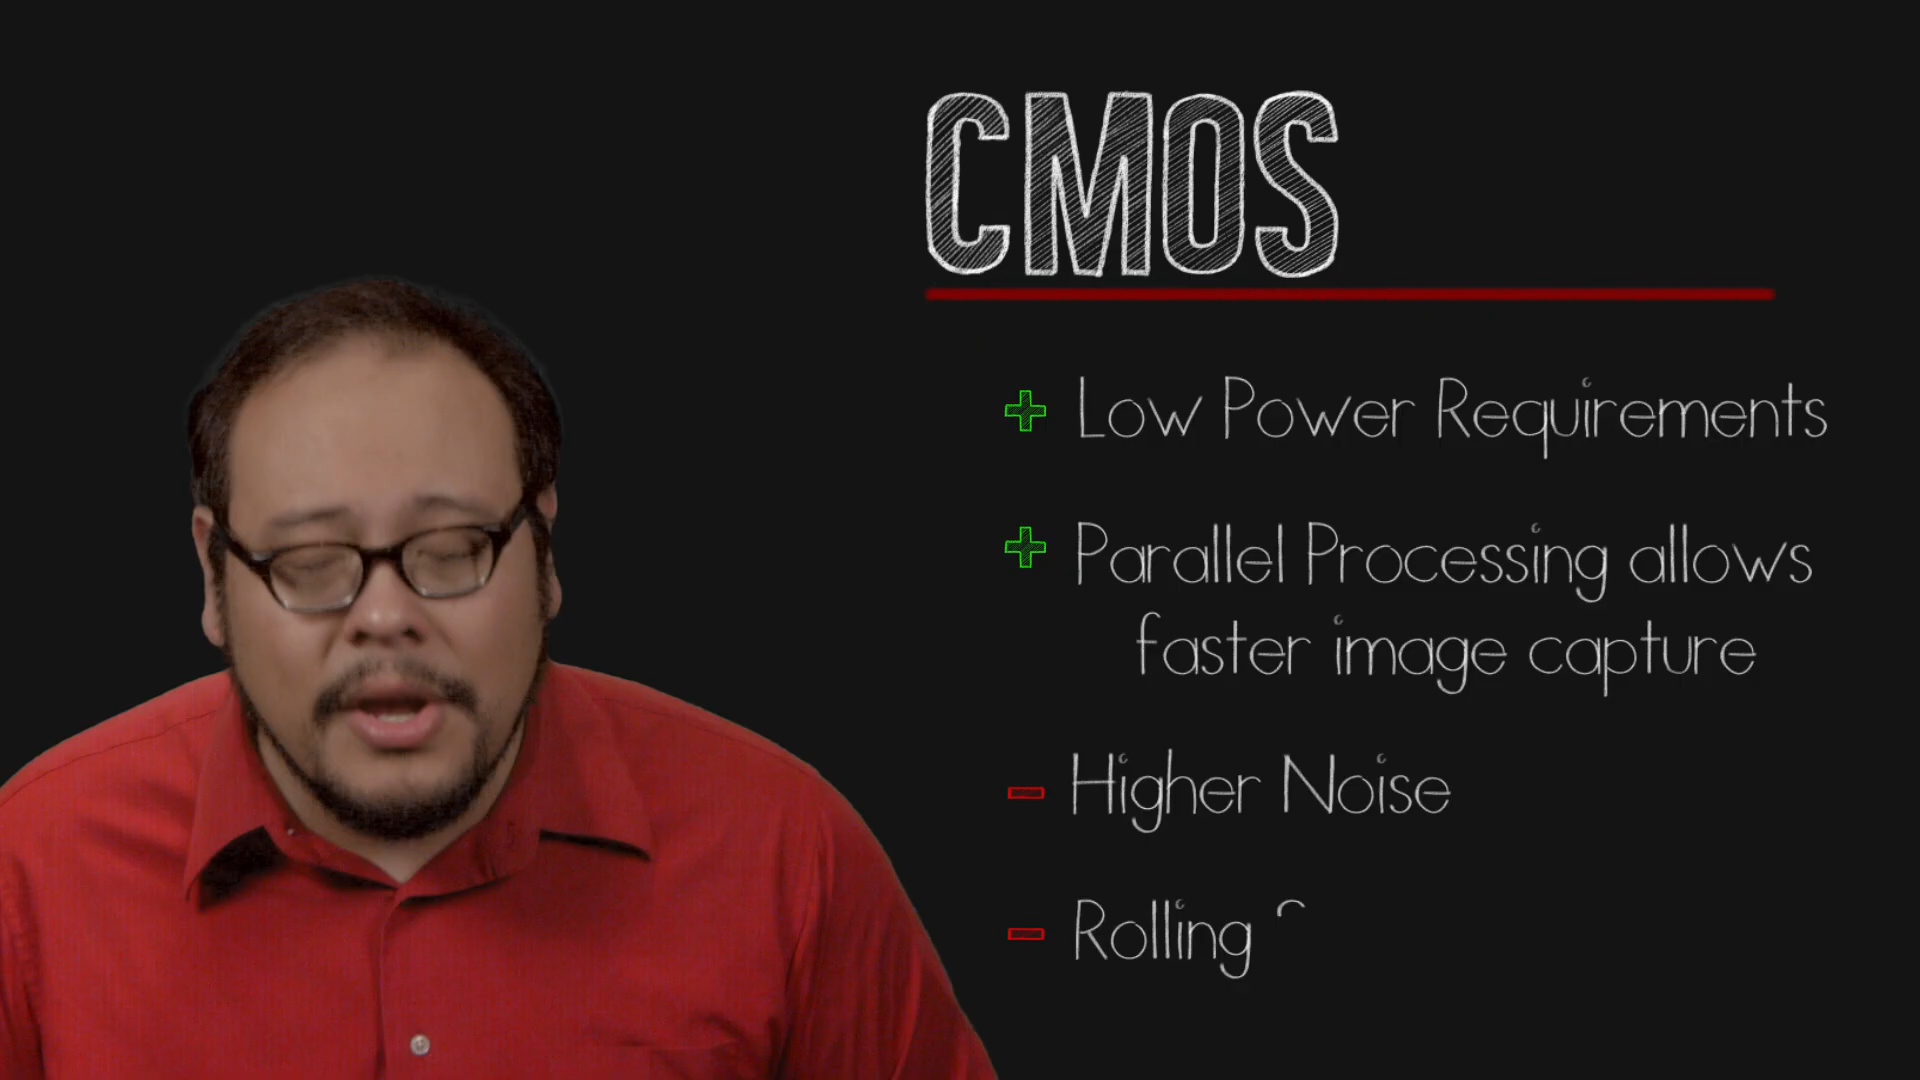 CMOS
+ Low Power Requirements
+ Parallel Processing allows
faster image capture
- Higher Noise
- Rolling